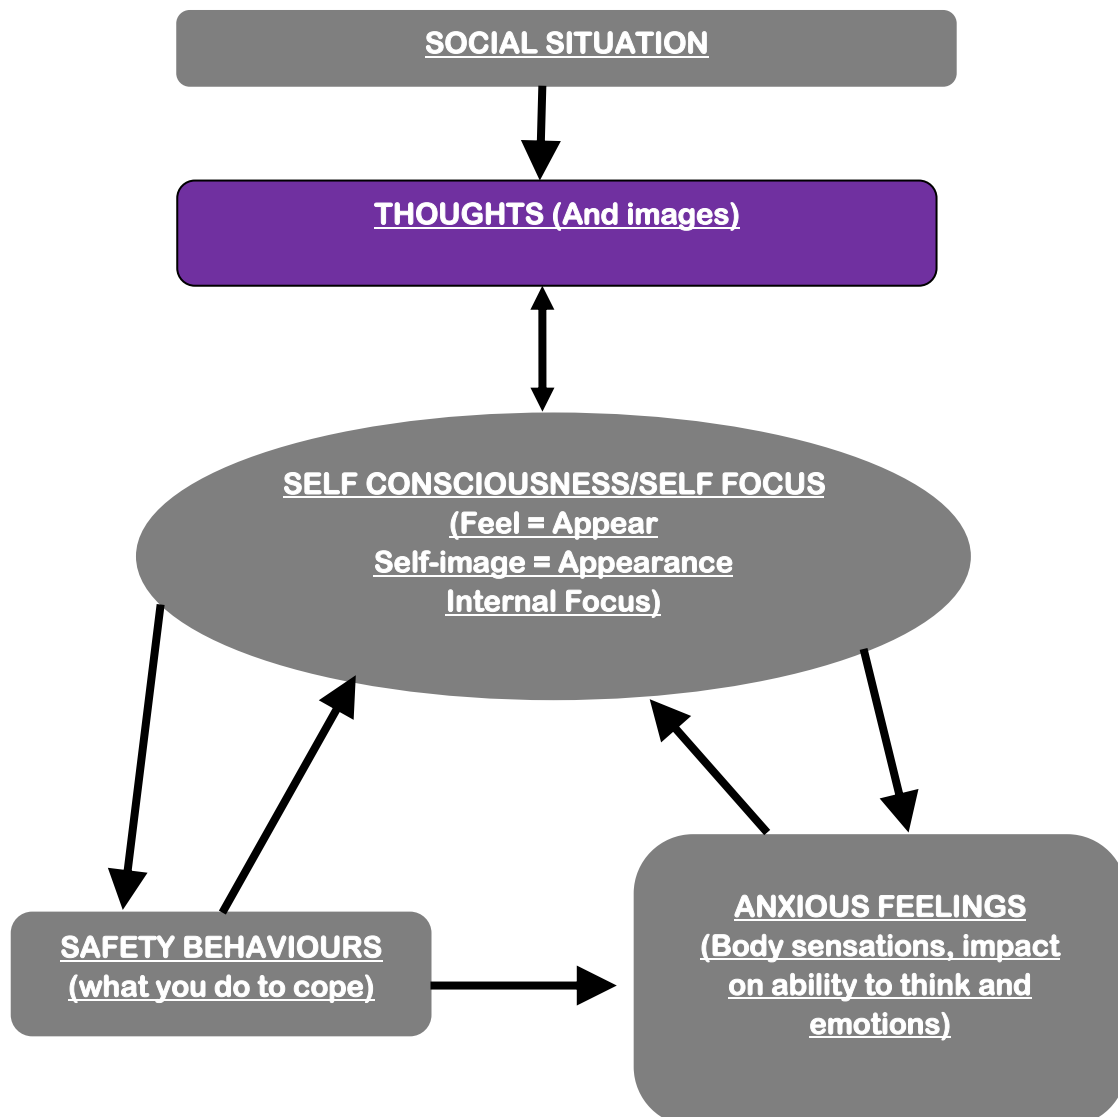 SOCIAL SITUATION
THOUGHTS (And images)
SELF CONSCIOUSNESS/SELF FOCUS
(Feel = Appear
Self-image = Appearance
Internal Focus)
SAFETY BEHAVIOURS
(what you do to cope)
ANXIOUS FEELINGS
(Body sensations, impact
on ability to think and
emotions)